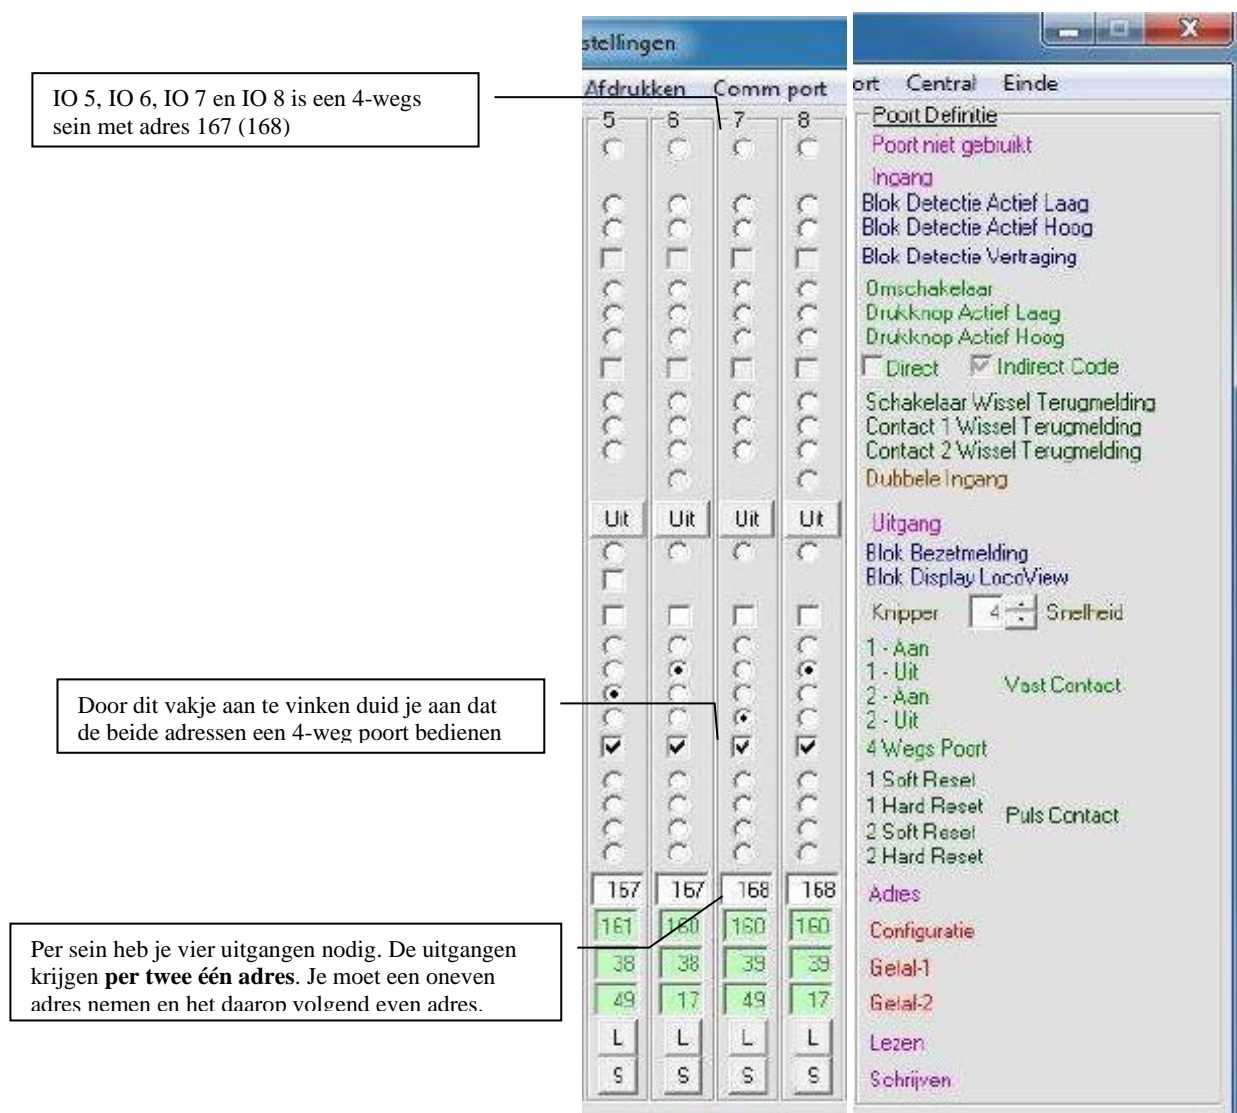 stellingen
Afdrukken Comm port
ort Central Einde
IO 5, IO 6, IO 7 en IO 8 is een 4-wegs
sein met adres 167 (168)
5 6 7 8
Poort Definitie
Poort niet gebruikt
Ingang
Blok Detectie Actief Laag
Blok Detectie Actief Hoog
Blok Detectie Vertraging
Omschakelaar
Drukknop Actief Laag
Drukknop Actief Hoog
Direct Indirect Code
Schakelaar Wissel Terugmelding
Contact 1 Wissel Terugmelding
Contact 2 Wissel Terugmelding
Dubbele Ingang
Uit Uit Uit Uit
Uitgang
Blok Bezetmelding
Blok Display LocoView
Knipper 4 Snelheid
1 - Aan
1 - Uit
Vast Contact
2 - Aan
2 - Uit
Door dit vakje aan te vinken duid je aan dat
de beide adressen een 4-weg poort bedienen
4 Wegs Poort
1 Soft Reset
1 Hard Reset
Puls Contact
2 Soft Reset
2 Hard Reset
167 167 168 168 Adres
161 160 160 160 Configuratie
Per sein heb je vier uitgangen nodig. De uitgangen
krijgen per twee één adres. Je moet een oneven
adres nemen en het daarop volgend even adres.
38 38 39 39 Getal-1
49 17 49 17 Getal-2
L L L L Lezen
S S S S Schrijven